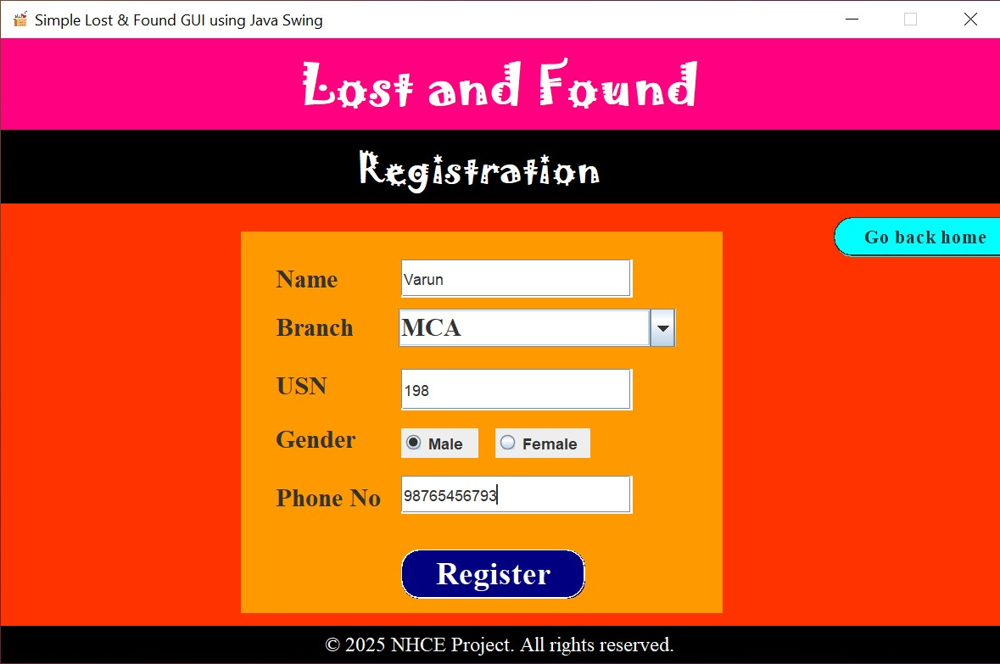 Simple Lost & Found GUI using Java Swing
Lost and Found
Registration
Go back home
Name Varun
Branch MCA
USN 198
Gender Male Female
Phone No 98765456793
Register
© 2025 NHCE Project. All rights reserved.